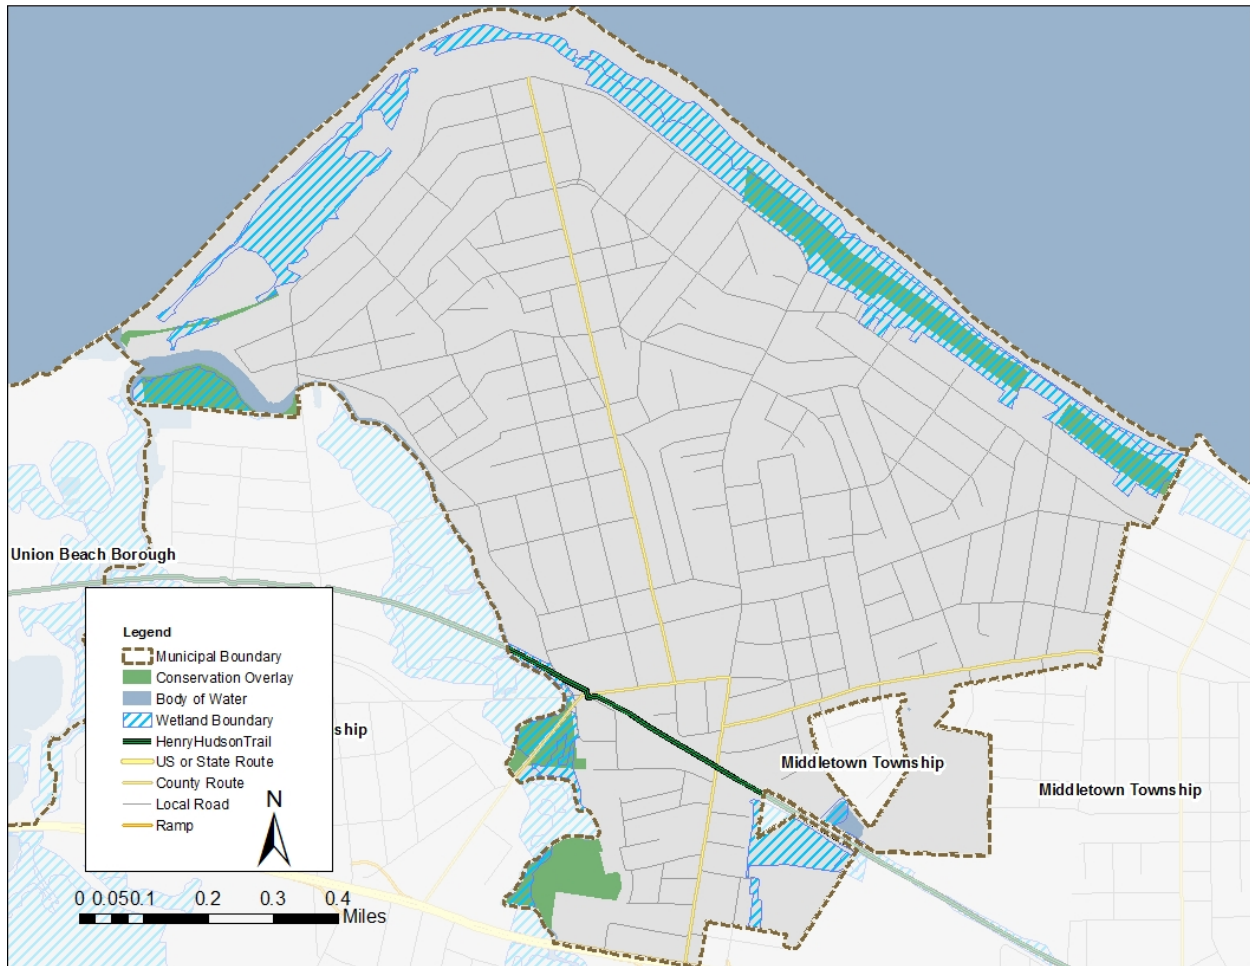 Union Beach Borough
Legend
Municipal Boundary
Conservation Overlay
Body of Water
Wetland Boundary
HenryHudsonTrail
US or State Route
County Route
Local Road
Ramp
N
ship
Middletown Township
Middletown Township
0 0.050.1 0.2 0.3 0.4
Miles